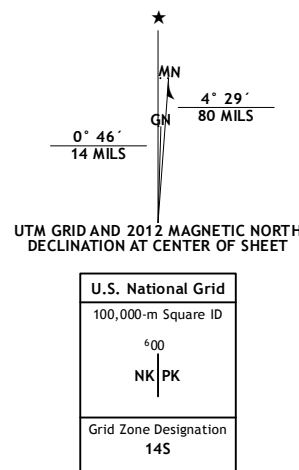 ★
MN
GN
4° 29´
80 MILS
0° 46´
14 MILS
UTM GRID AND 2012 MAGNETIC NORTH
DECLINATION AT CENTER OF SHEET
U.S. National Grid
100,000-m Square ID
⁶00
NK PK
Grid Zone Designation
14S